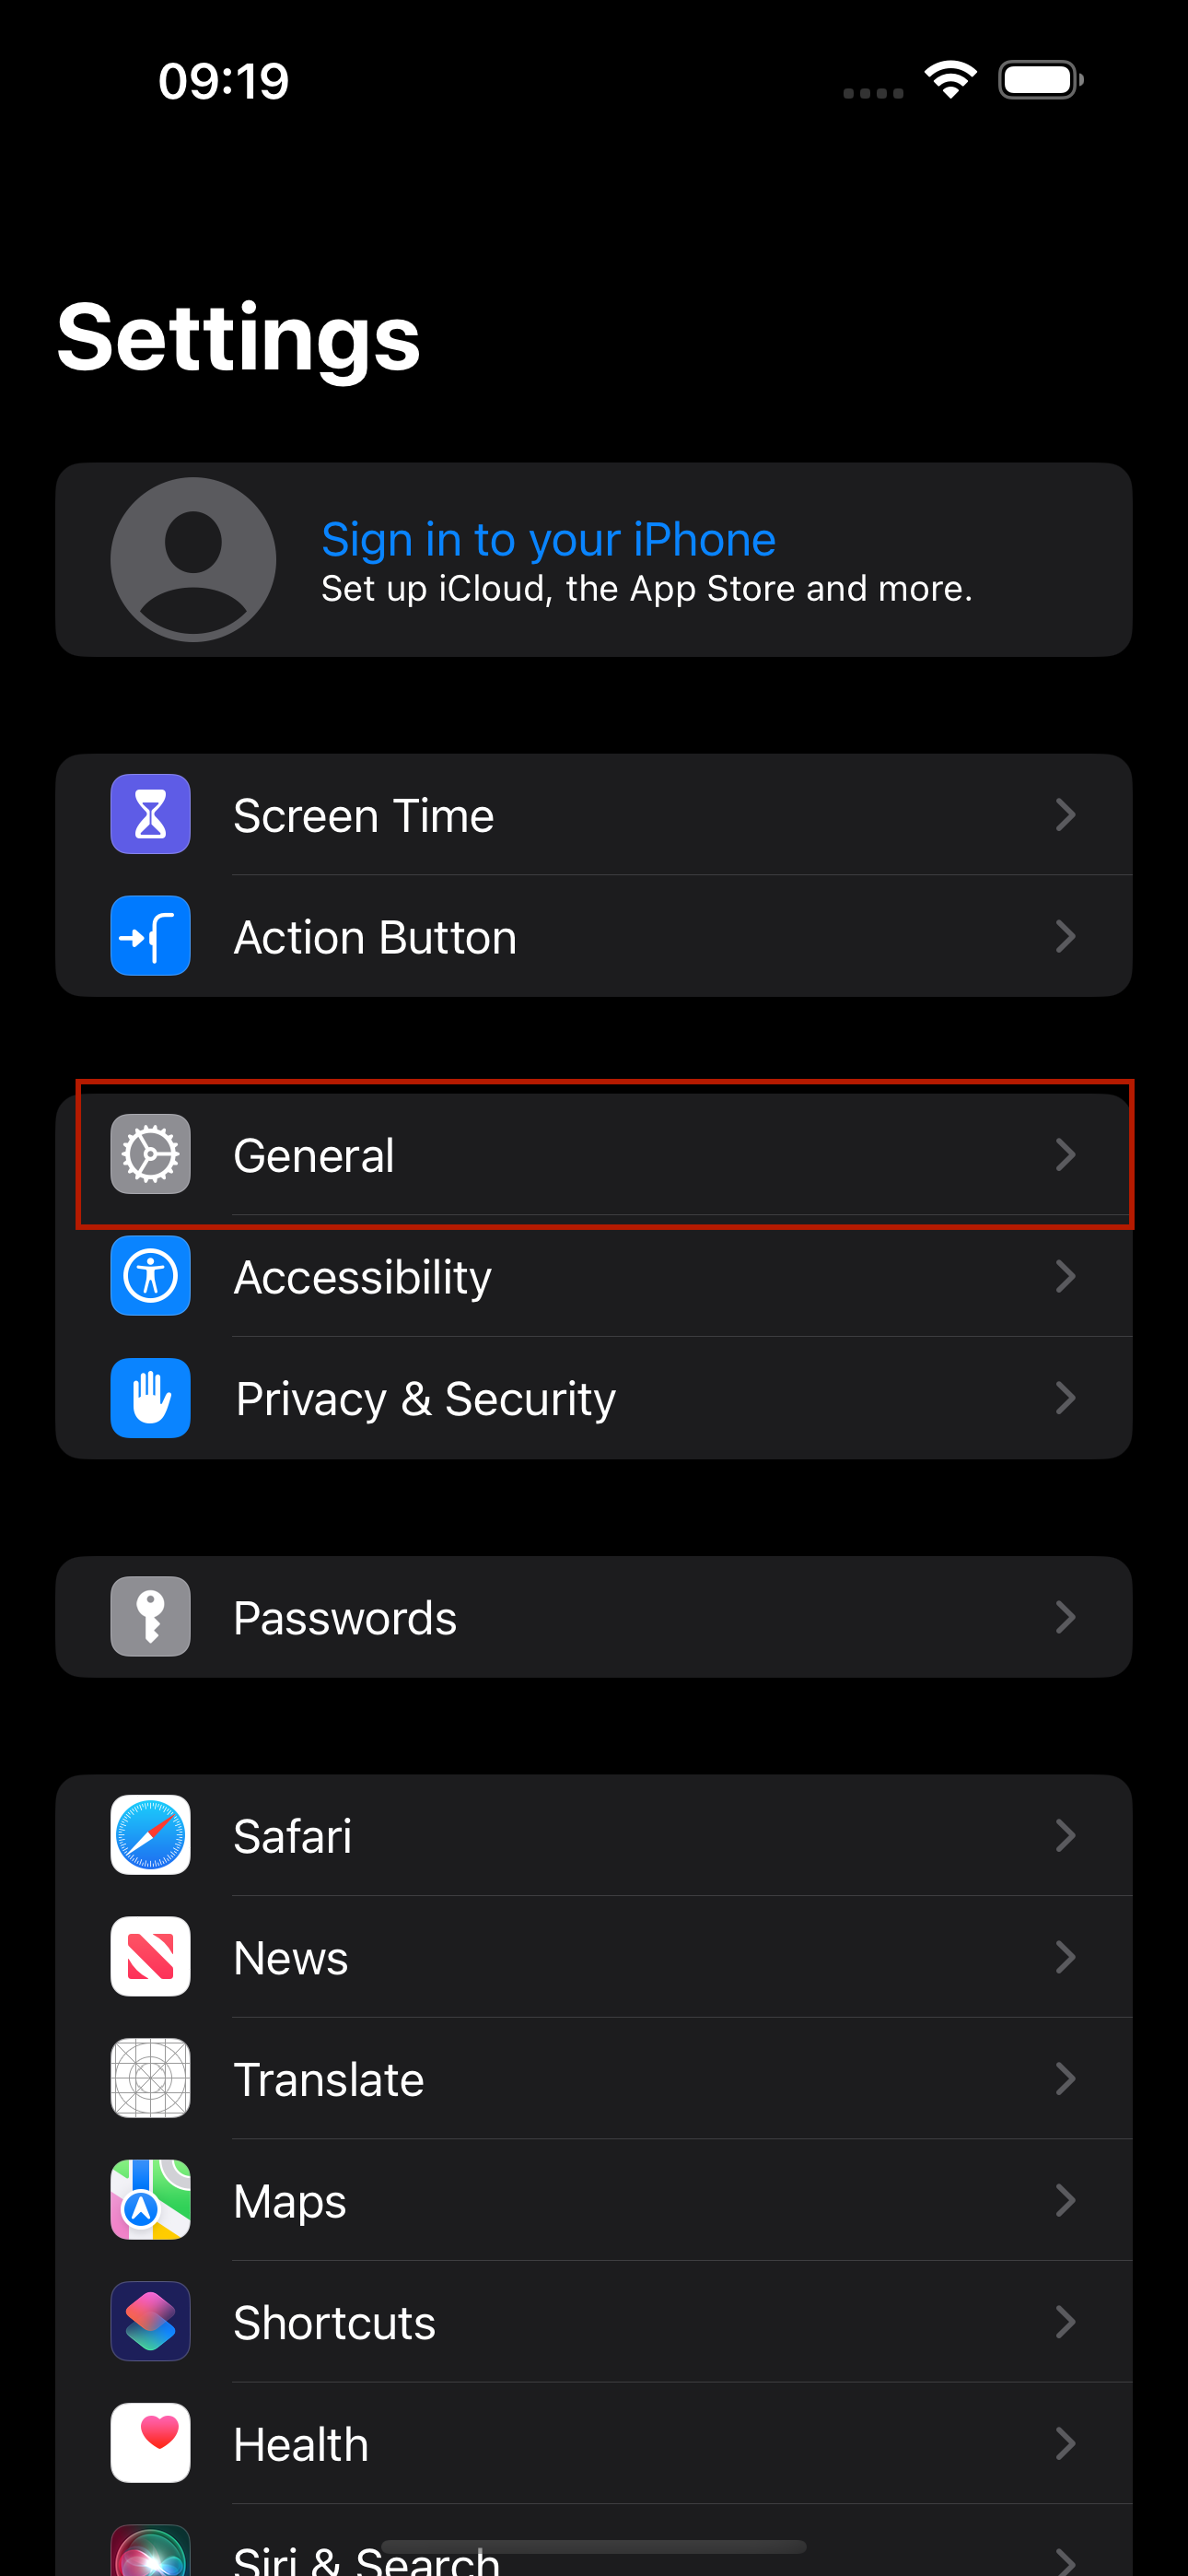 09:19
Settings
Sign in to your iPhone
Set up iCloud, the App Store and more.
Screen Time
Action Button
General
Accessibility
Privacy & Security
Passwords
Safari
News
Translate
Maps
Shortcuts
Health
Siri & Search